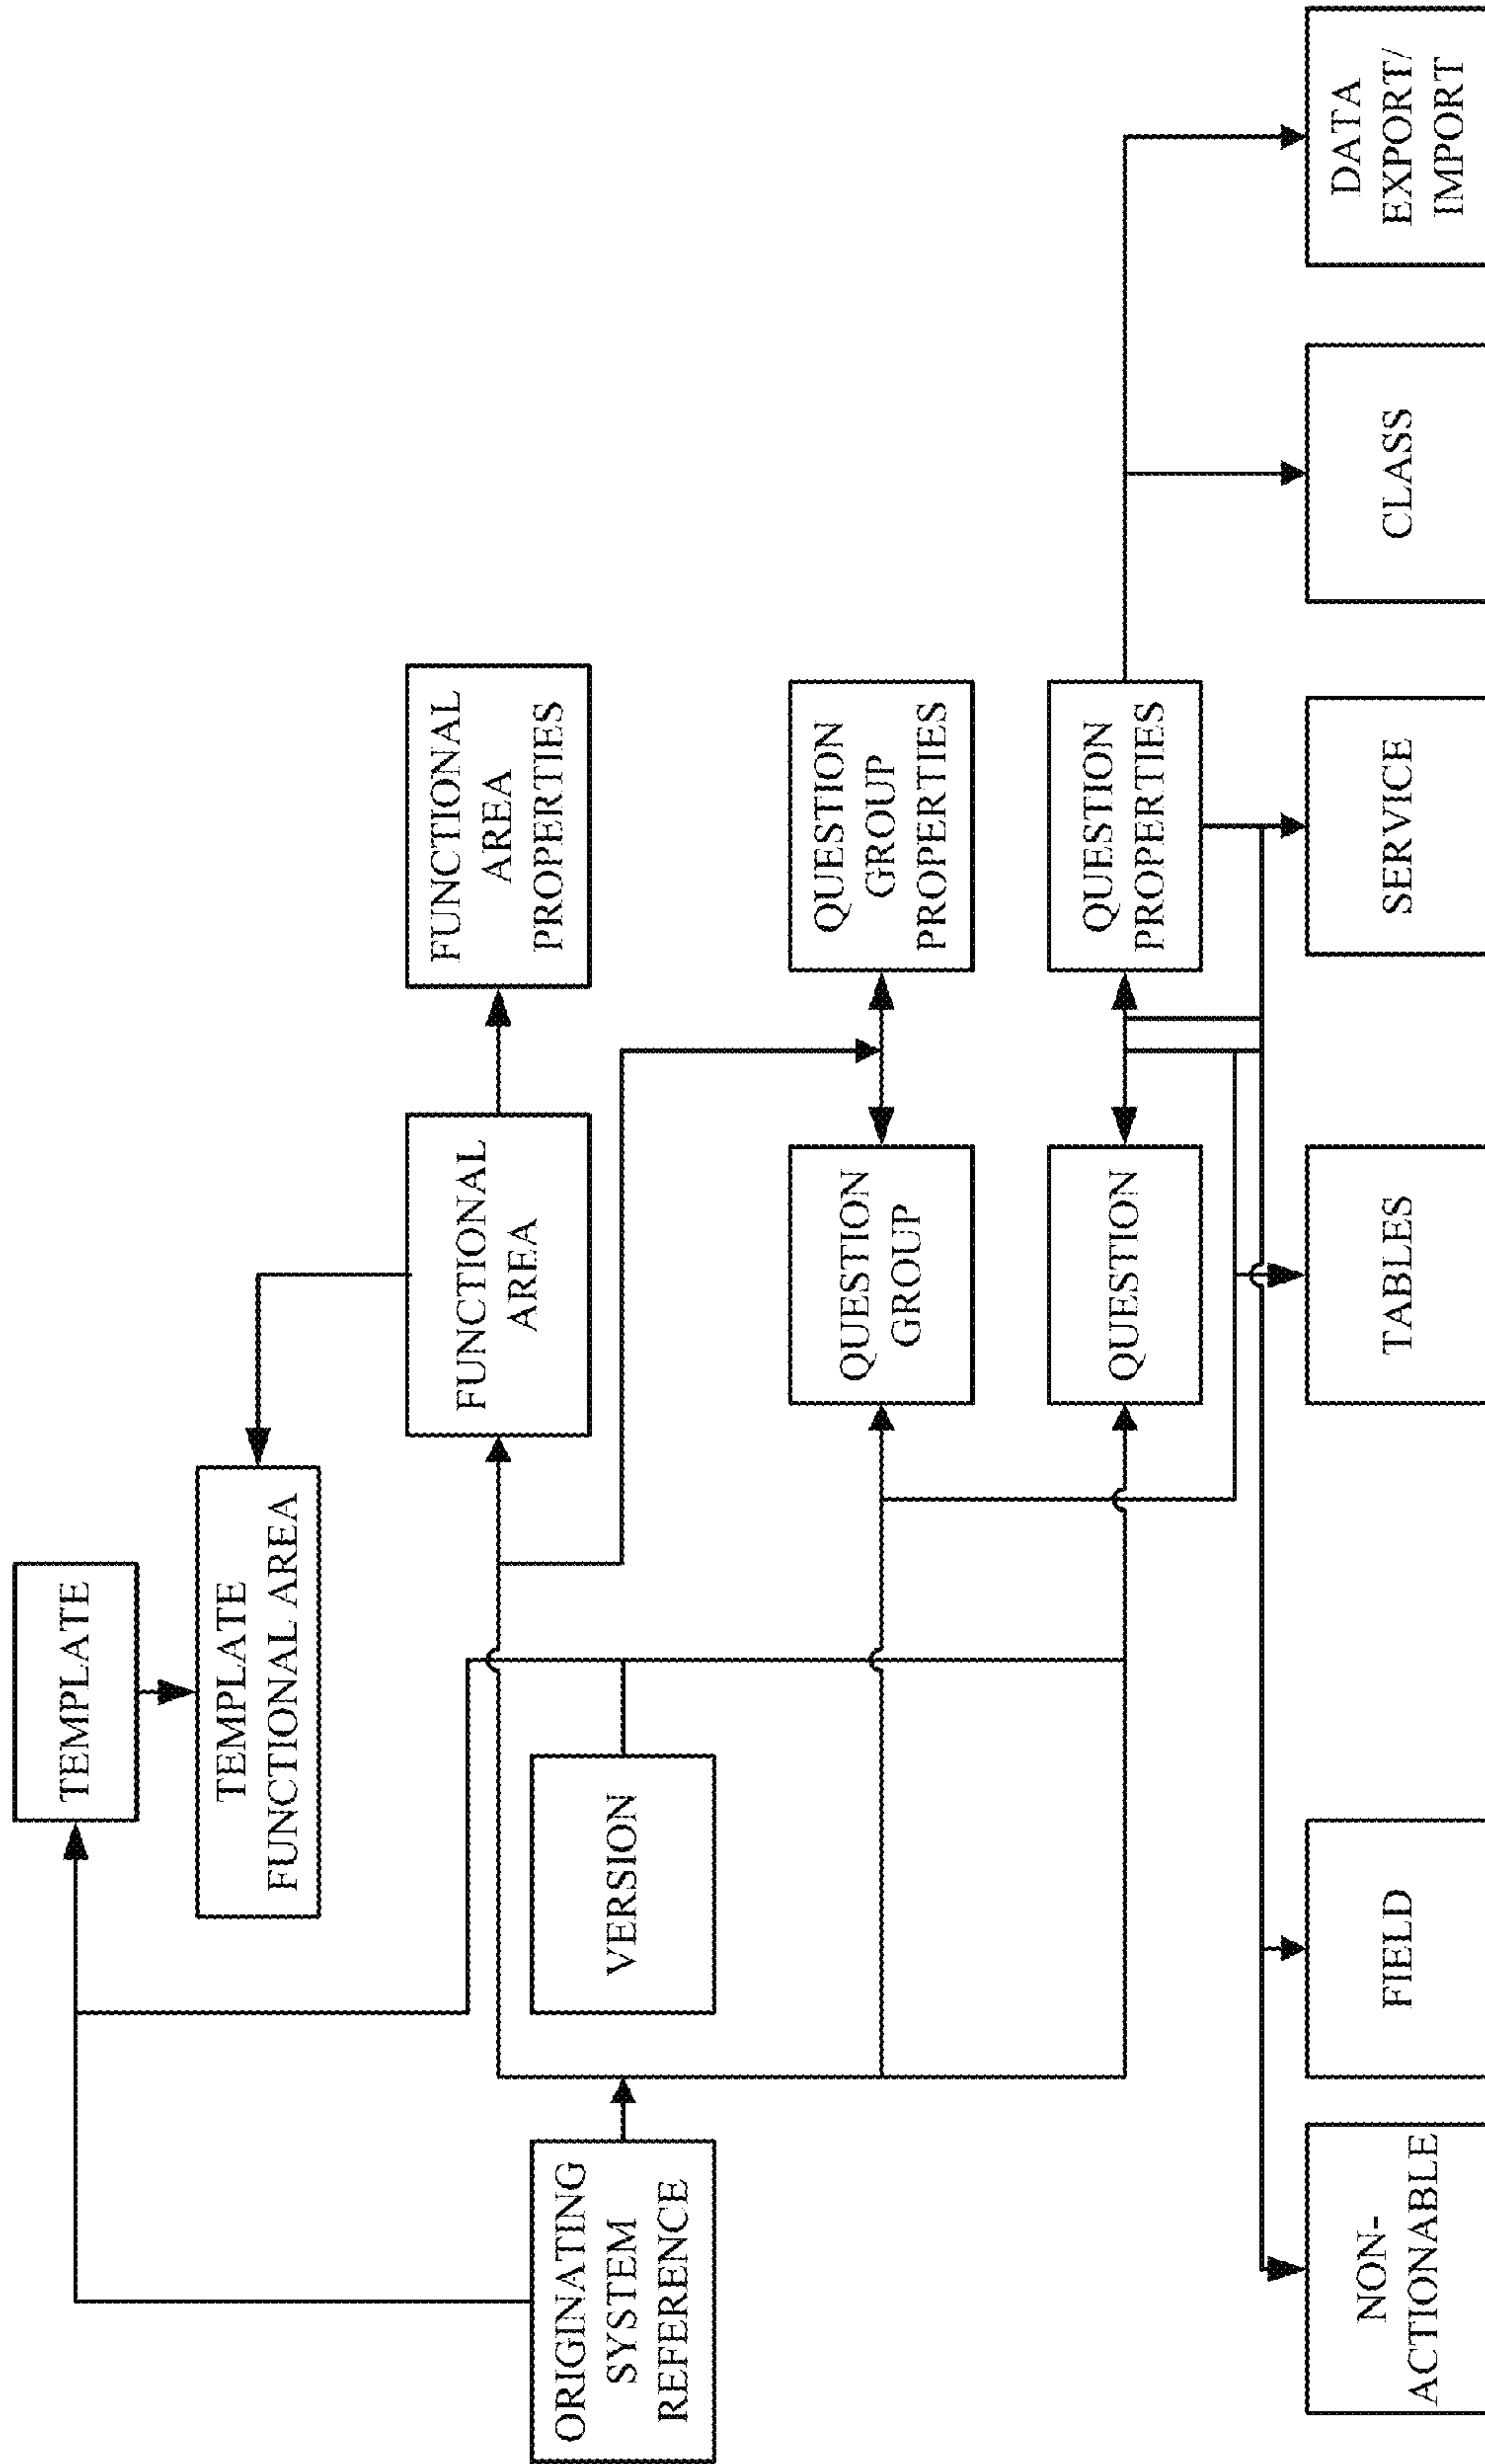 TEMPLATE
TEMPLATE
FUNCTIONAL AREA
FUNCTIONAL
AREA
FUNCTIONAL
AREA
PROPERTIES
ORIGINATING
SYSTEM
REFERENCE
VERSION
QUESTION
GROUP
QUESTION
GROUP
PROPERTIES
QUESTION
QUESTION
PROPERTIES
NON-
ACTIONABLE
FIELD
TABLES
SERVICE
CLASS
DATA
EXPORT/
IMPORT